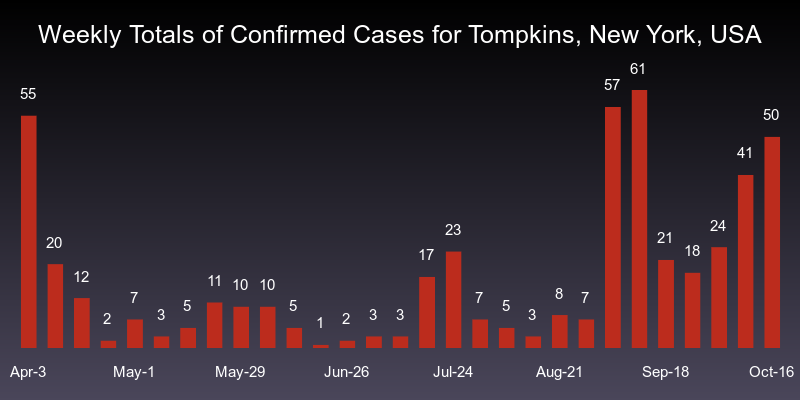 Weekly Totals of Confirmed Cases for Tompkins, New York, USA
55 20 12 2 7 3 5 11 10 10 5 1 2 3 3 17 23 7 5 3 8 7 57 61 21 18 24 41 50
Apr-3 May-1 May-29 Jun-26 Jul-24 Aug-21 Sep-18 Oct-16